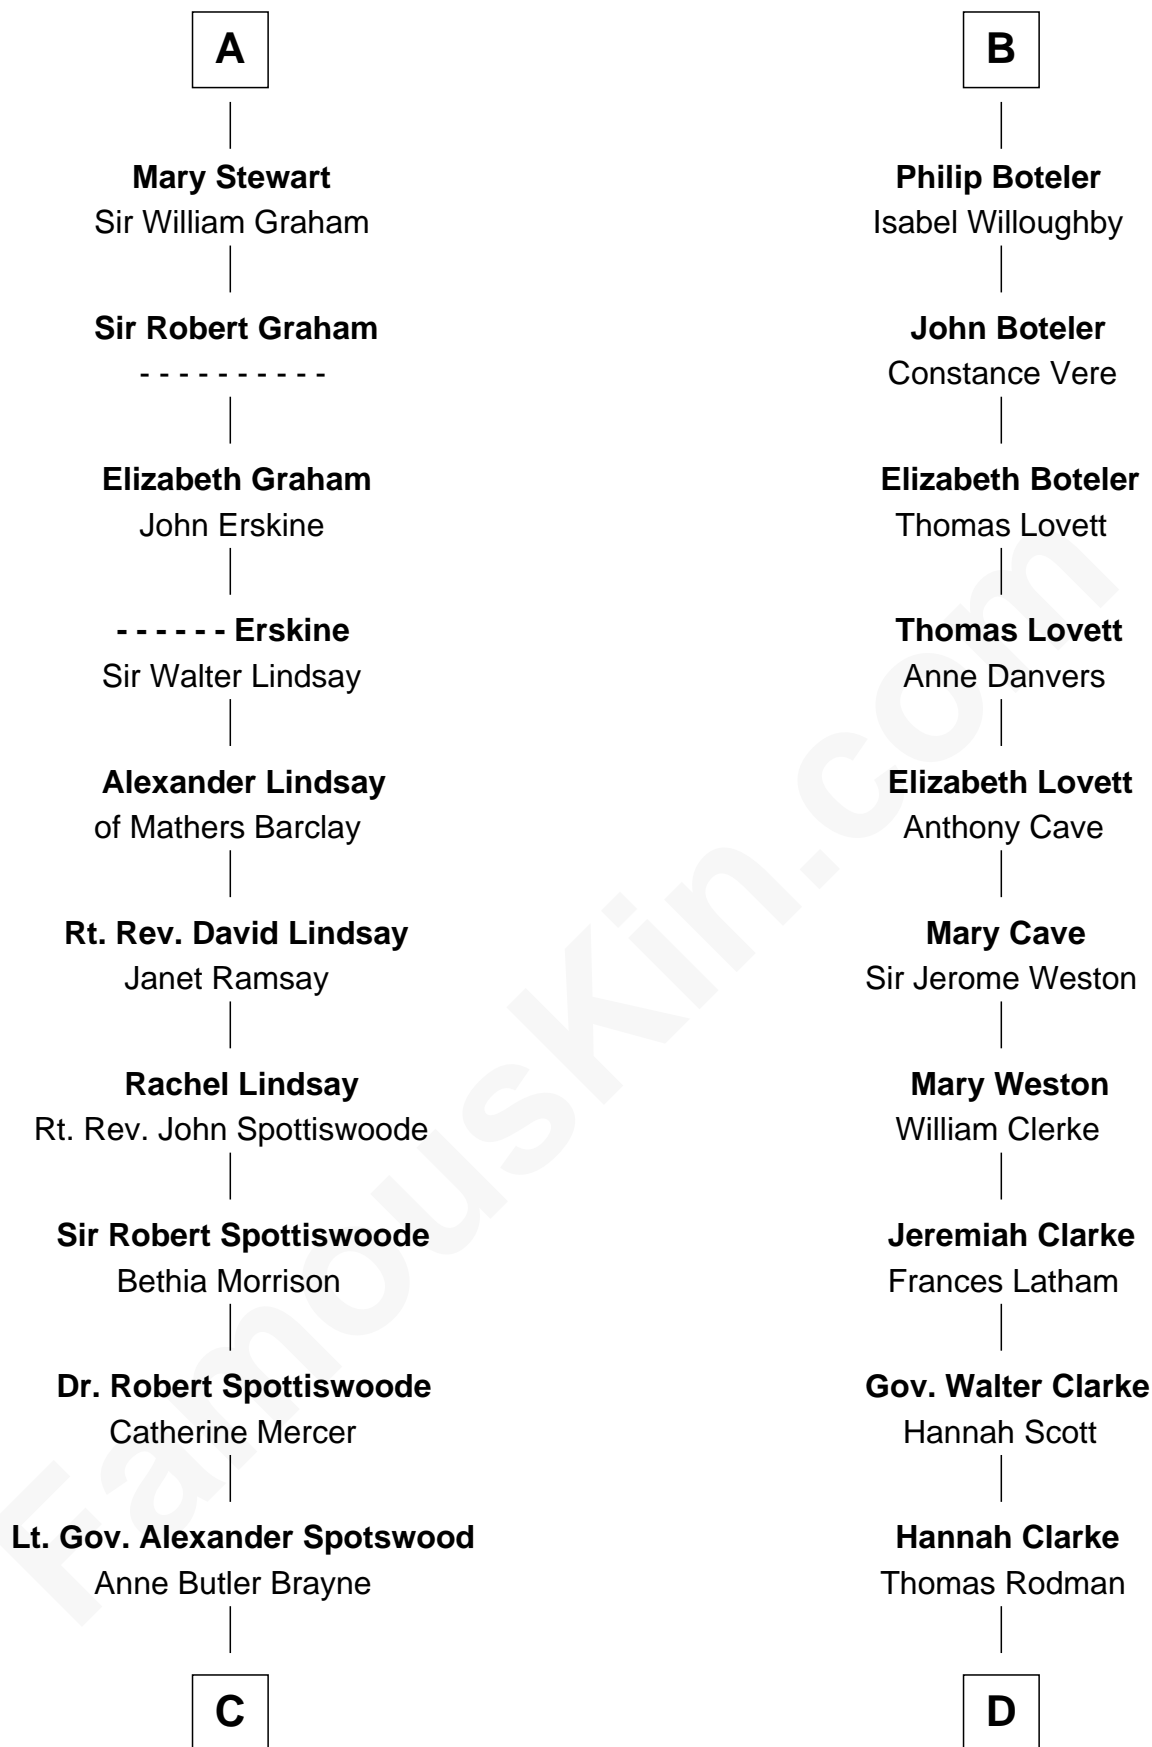 A
Mary Stewart
Sir William Graham
Sir Robert Graham
- - - - - - - - - -
Elizabeth Graham
John Erskine
- - - - - - Erskine
Sir Walter Lindsay
Alexander Lindsay
of Mathers Barclay
Rt. Rev. David Lindsay
Janet Ramsay
Rachel Lindsay
Rt. Rev. John Spottiswoode
Sir Robert Spottiswoode
Bethia Morrison
Dr. Robert Spottiswoode
Catherine Mercer
Lt. Gov. Alexander Spotswood
Anne Butler Brayne
C
B
Philip Boteler
Isabel Willoughby
John Boteler
Constance Vere
Elizabeth Boteler
Thomas Lovett
Thomas Lovett
Anne Danvers
Elizabeth Lovett
Anthony Cave
Mary Cave
Sir Jerome Weston
Mary Weston
William Clerke
Jeremiah Clarke
Frances Latham
Gov. Walter Clarke
Hannah Scott
Hannah Clarke
Thomas Rodman
D
FamousKin.com